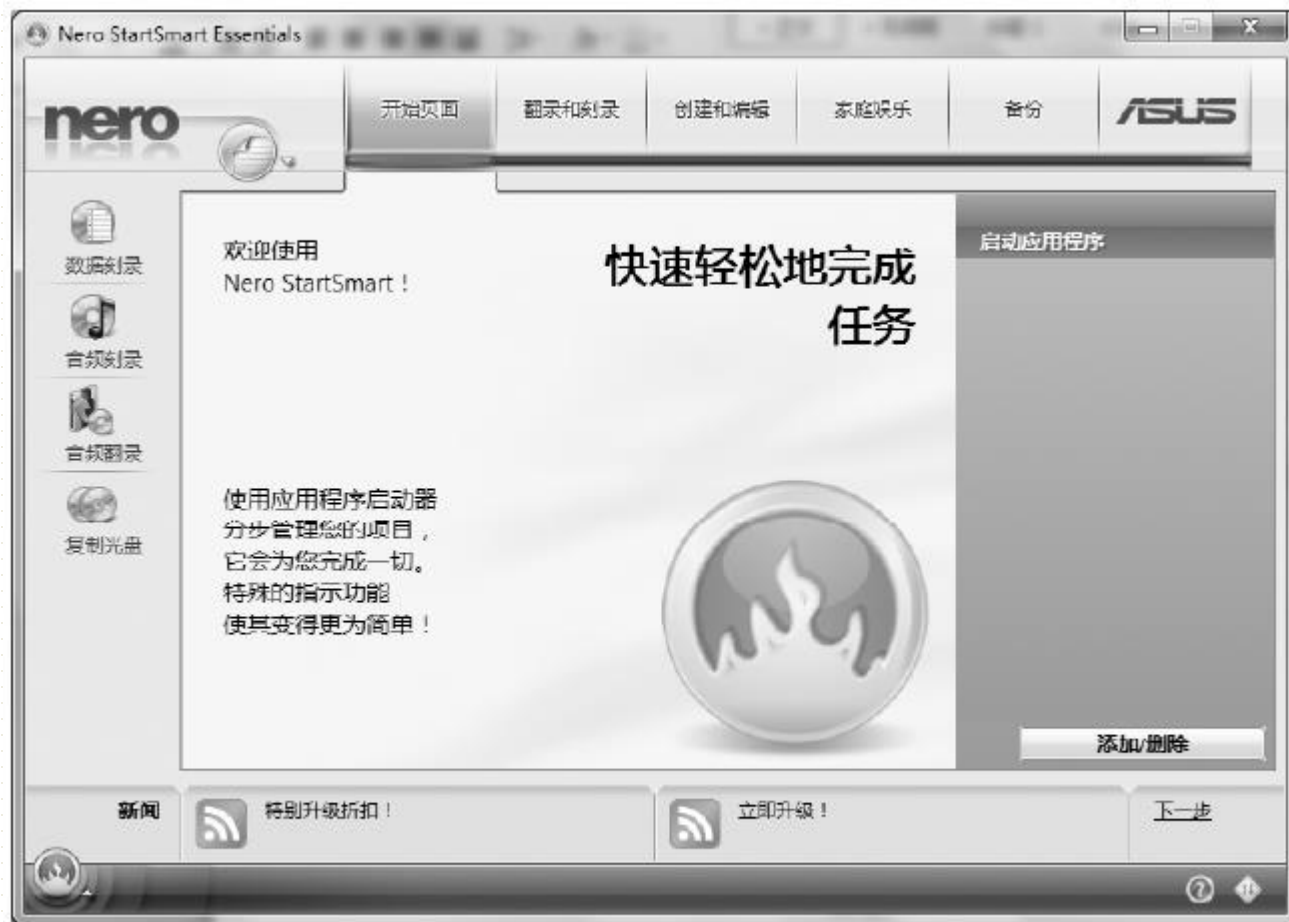 Nero StartSmart Essentials
nero
开始页面
翻录和刻录
创建和编辑
家庭娱乐
备份
ASUS
数据刻录
音频刻录
音频翻录
复制光盘
欢迎使用
Nero StartSmart！
快速轻松地完成
任务
使用应用程序启动器
分步管理您的项目，
它会为您完成一切。
特殊的指示功能
使其变得更为简单！
启动应用程序
添加/删除
新闻
特别升级折扣！
立即升级！
下一步